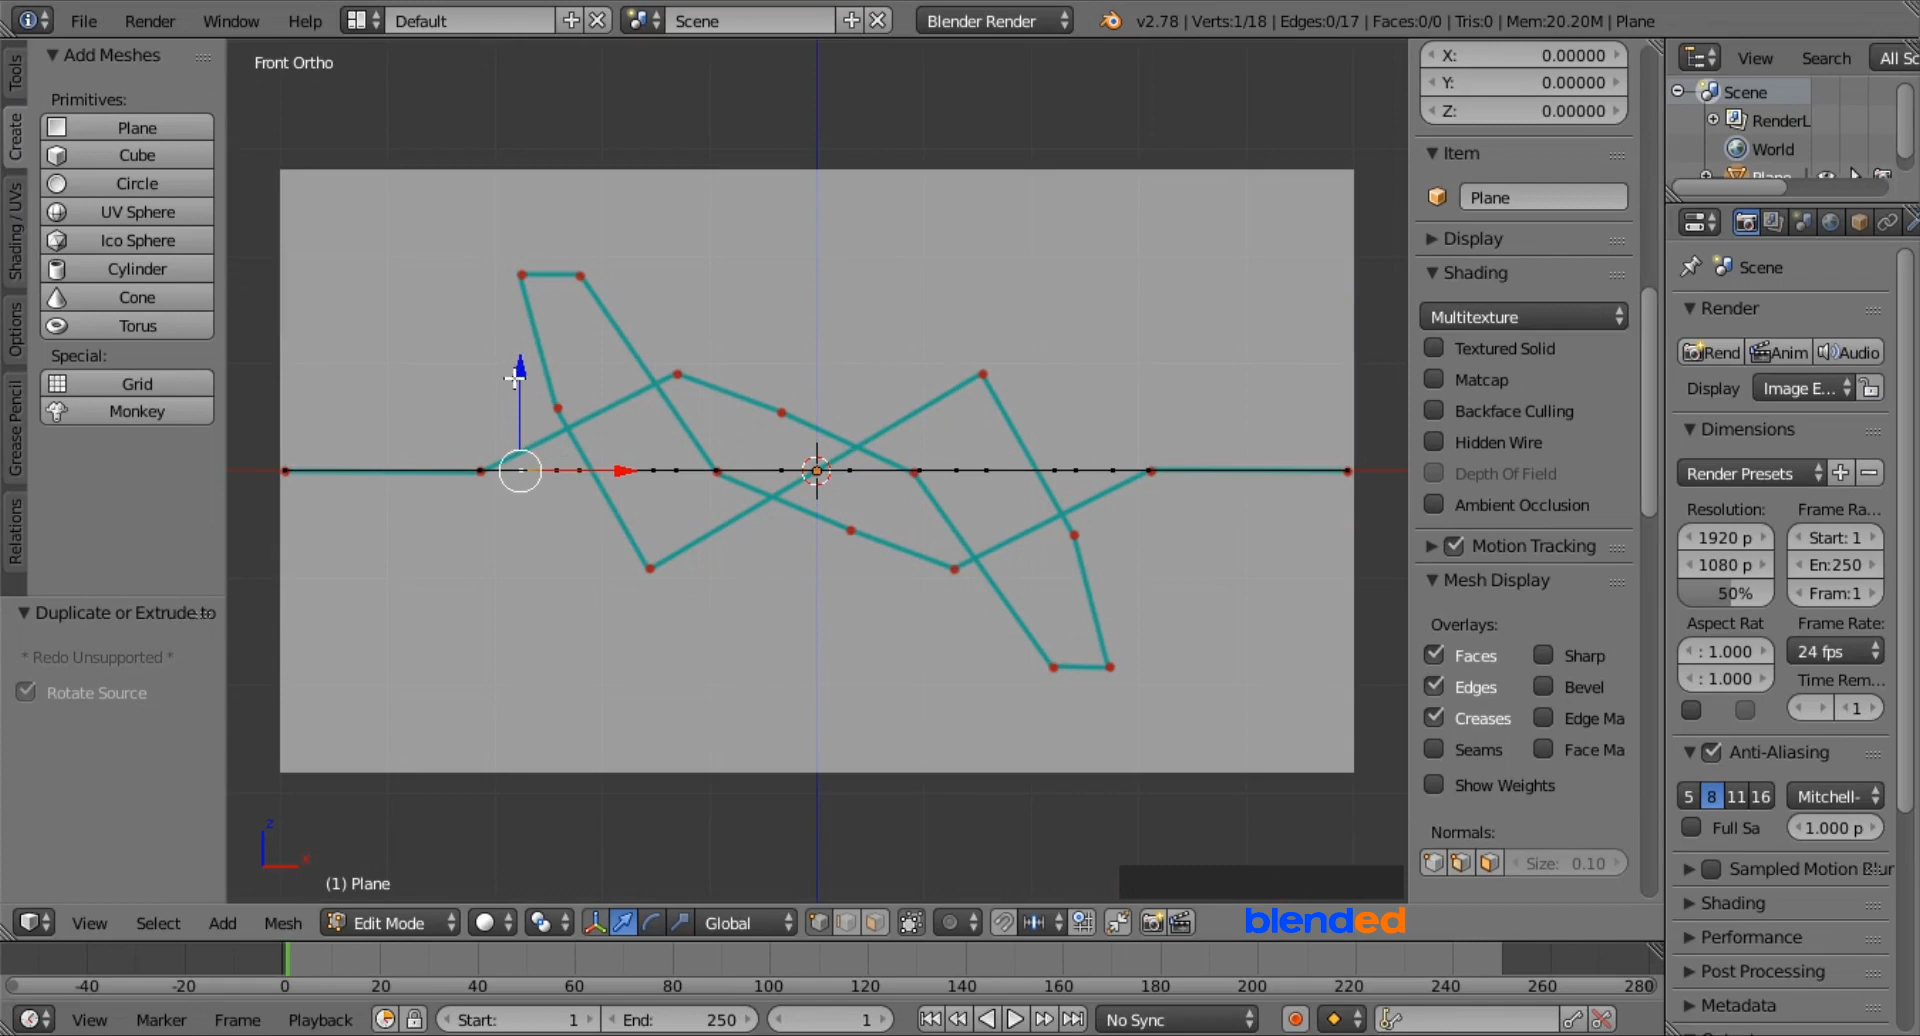 File Render Window Help Default Scene Blender Render v2.78 | Verts:1/18 | Edges:0/17 | Faces:0/0 | Tris:0 | Mem:20.20M | Plane
Tools
Create
Shading / UVs
Options
Grease Pencil
Relations
Add Meshes
Primitives:
Plane
Cube
Circle
UV Sphere
Ico Sphere
Cylinder
Cone
Torus
Special:
Grid
Monkey
Duplicate or Extrude to
* Redo Unsupported *
Rotate Source
Front Ortho
z
x
(1) Plane
X: 0.00000
Y: 0.00000
Z: 0.00000
Item
Plane
Display
Shading
Multitexture
Textured Solid
Matcap
Backface Culling
Hidden Wire
Depth Of Field
Ambient Occlusion
Motion Tracking
Mesh Display
Overlays:
Faces Sharp
Edges Bevel
Creases Edge Ma
Seams Face Ma
Show Weights
Normals:
Size: 0.10
View Search All Sc
Scene
RenderL
World
Plane
Scene
Render
Rend Anim Audio
Display Image E...
Dimensions
Render Presets
Resolution: Frame Ra...
1920 p Start: 1
1080 p En:250
50% Fram:1
Aspect Rat Frame Rate:
: 1.000 24 fps
: 1.000 Time Rem...
1
Anti-Aliasing
5 8 11 16 Mitchell-
Full Sa 1.000 p
Sampled Motion Blur
Shading
Performance
Post Processing
Metadata
View Select Add Mesh Edit Mode Global
blended
-40 -20 0 20 40 60 80 100 120 140 160 180 200 220 240 260 280
View Marker Frame Playback Start: 1 End: 250 1 No Sync